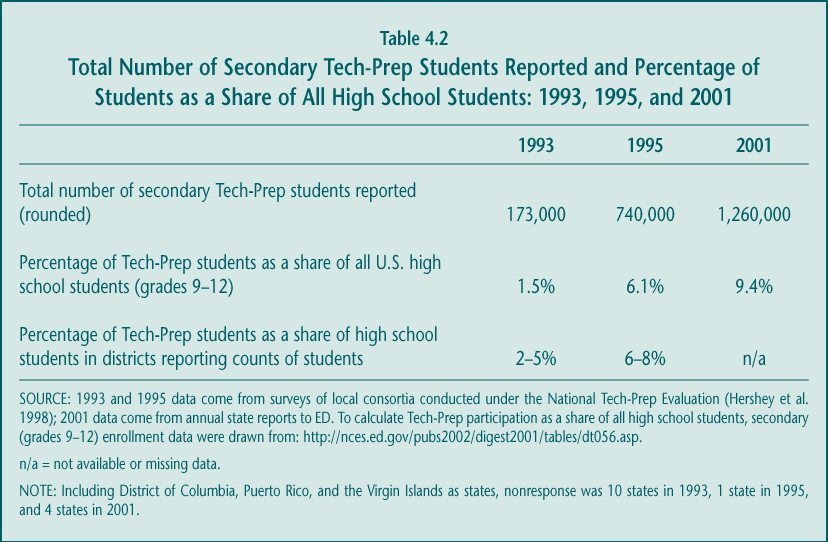 Table 4.2
Total Number of Secondary Tech-Prep Students Reported and Percentage of
Students as a Share of All High School Students: 1993, 1995, and 2001
1993 1995 2001
Total number of secondary Tech-Prep students reported
(rounded) 173,000 740,000 1,260,000
Percentage of Tech-Prep students as a share of all U.S. high
school students (grades 9–12) 1.5% 6.1% 9.4%
Percentage of Tech-Prep students as a share of high school
students in districts reporting counts of students 2–5% 6–8% n/a
SOURCE: 1993 and 1995 data come from surveys of local consortia conducted under the National Tech-Prep Evaluation (Hershey et al.
1998); 2001 data come from annual state reports to ED. To calculate Tech-Prep participation as a share of all high school students, secondary
(grades 9–12) enrollment data were drawn from: http://nces.ed.gov/pubs2002/digest2001/tables/dt056.asp.
n/a = not available or missing data.
NOTE: Including District of Columbia, Puerto Rico, and the Virgin Islands as states, nonresponse was 10 states in 1993, 1 state in 1995,
and 4 states in 2001.